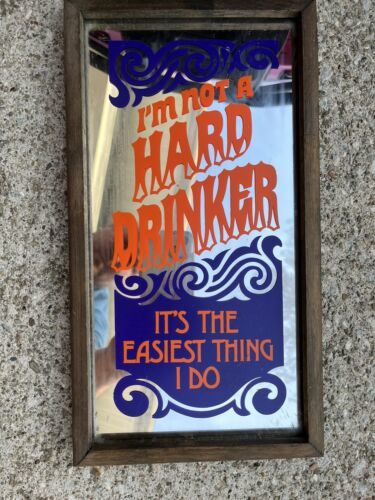 I'm not a
HARD
DRINKER
IT'S THE
EASIEST THING
I DO